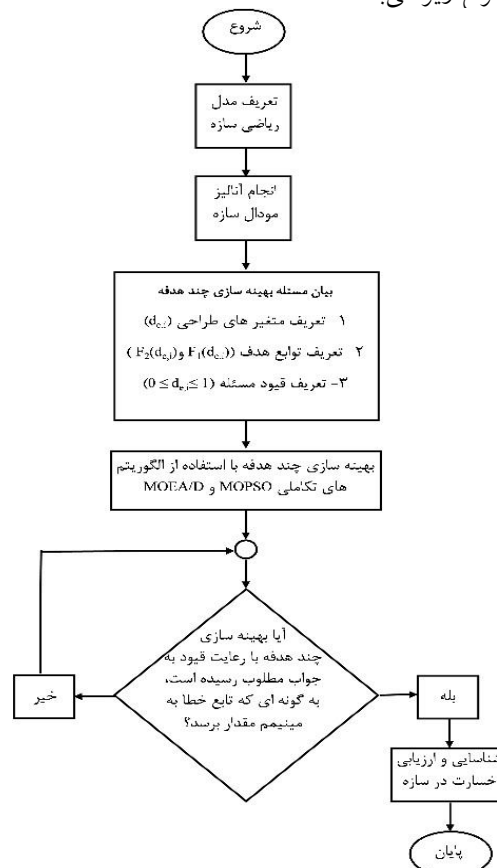 شروع
تعریف مدل
ریاضی سازه
انجام آنالیز
مودال سازه
بیان مسئله بهینه سازی چند هدفه
۱ تعریف متغیر های طراحی (de,i)
۲ تعریف توابع هدف (F1(de,i) و F2(de,i))
۳- تعریف قیود مسئله (0 ≤ de,i ≤ 1)
بهینه سازی چند هدفه با استفاده از الگوریتم
های تکاملی MOPSO و MOEA/D
آیا بهینه سازی
چند هدفه با رعایت قیود به
جواب مطلوب رسیده است،
به گونه ای که تابع خطا به
مینیمم مقدار برسد؟
خیر
بله
شناسایی و ارزیابی
خسارت در سازه
پایان